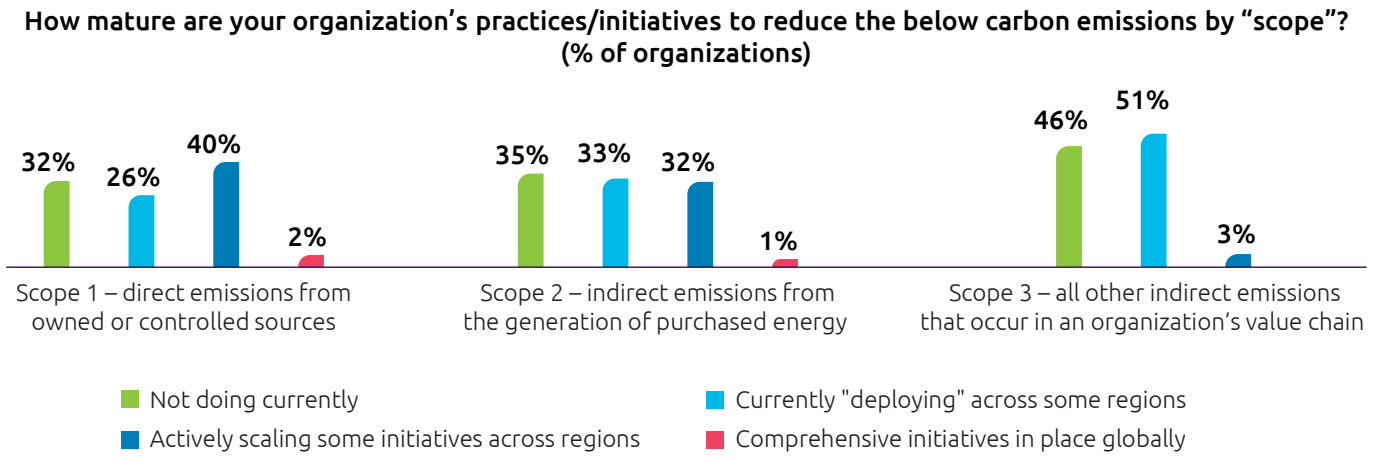 How mature are your organization’s practices/initiatives to reduce the below carbon emissions by “scope”?
(% of organizations)
32%
26%
40%
2%
35%
33%
32%
1%
46%
51%
3%
Scope 1 – direct emissions from
owned or controlled sources
Scope 2 – indirect emissions from
the generation of purchased energy
Scope 3 – all other indirect emissions
that occur in an organization’s value chain
Not doing currently
Currently "deploying" across some regions
Actively scaling some initiatives across regions
Comprehensive initiatives in place globally